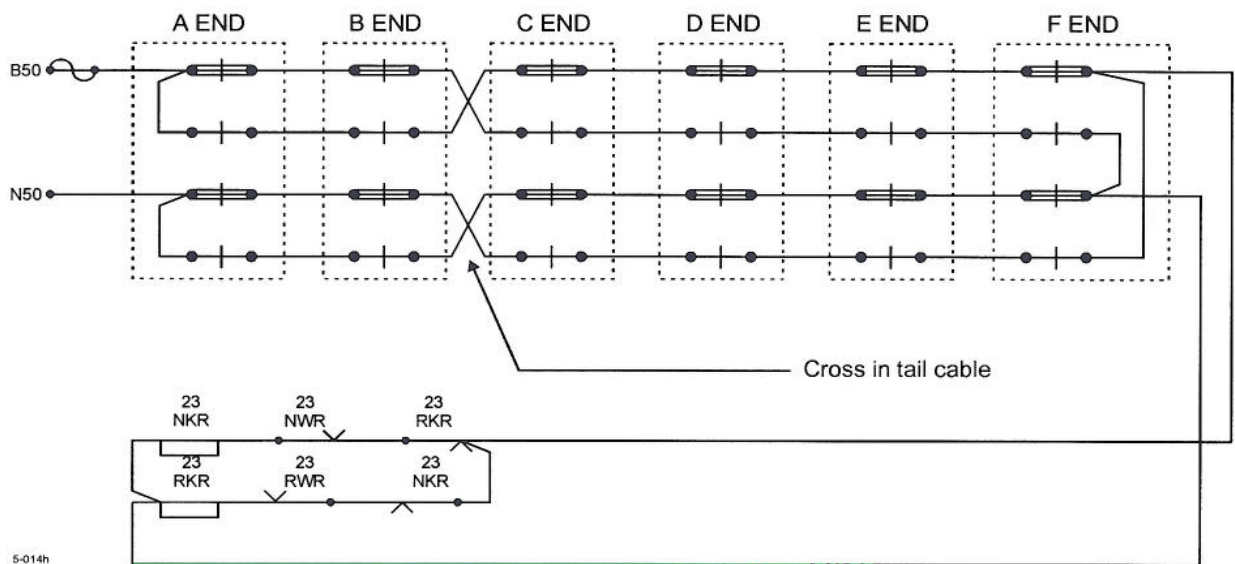 A END B END C END D END E END F END
B50
N50
Cross in tail cable
23 23 23
NKR NWR RKR
23 23 23
RKR RWR NKR
5-014h